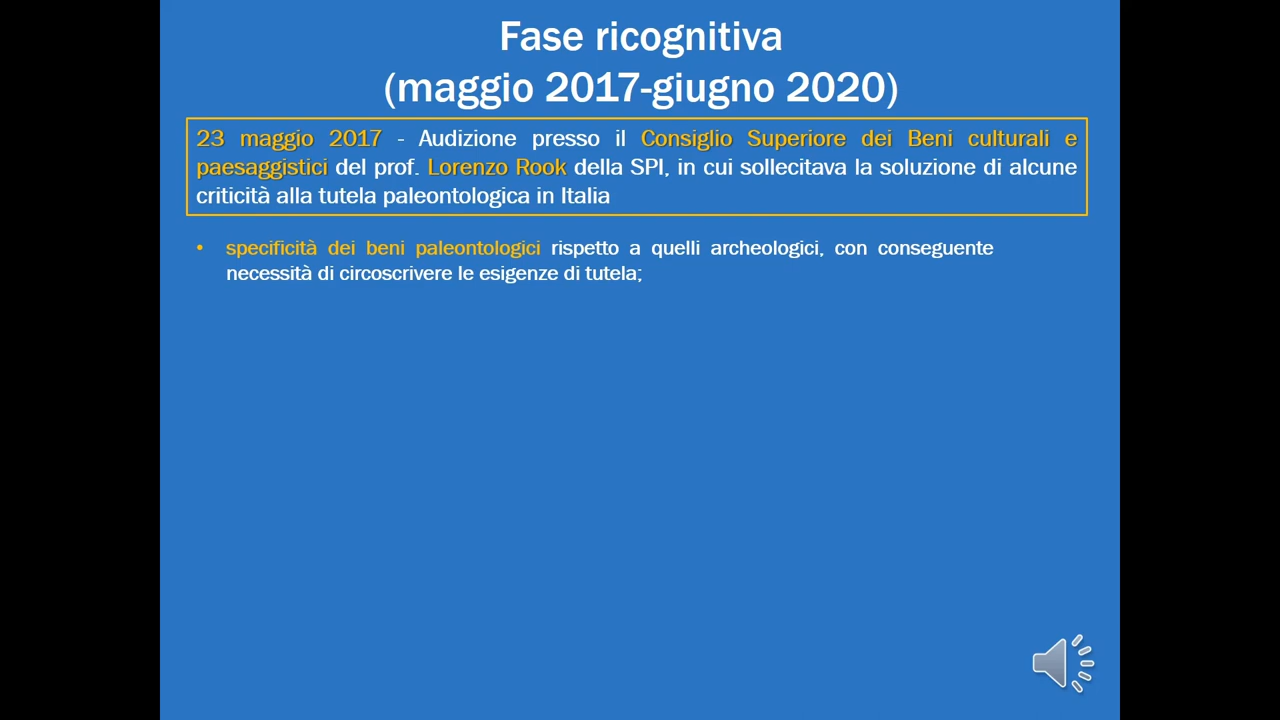 Fase ricognitiva
(maggio 2017-giugno 2020)
23 maggio 2017 - Audizione presso il Consiglio Superiore dei Beni culturali e
paesaggistici del prof. Lorenzo Rook della SPI, in cui sollecitava la soluzione di alcune
criticità alla tutela paleontologica in Italia
• specificità dei beni paleontologici rispetto a quelli archeologici, con conseguente
necessità di circoscrivere le esigenze di tutela;